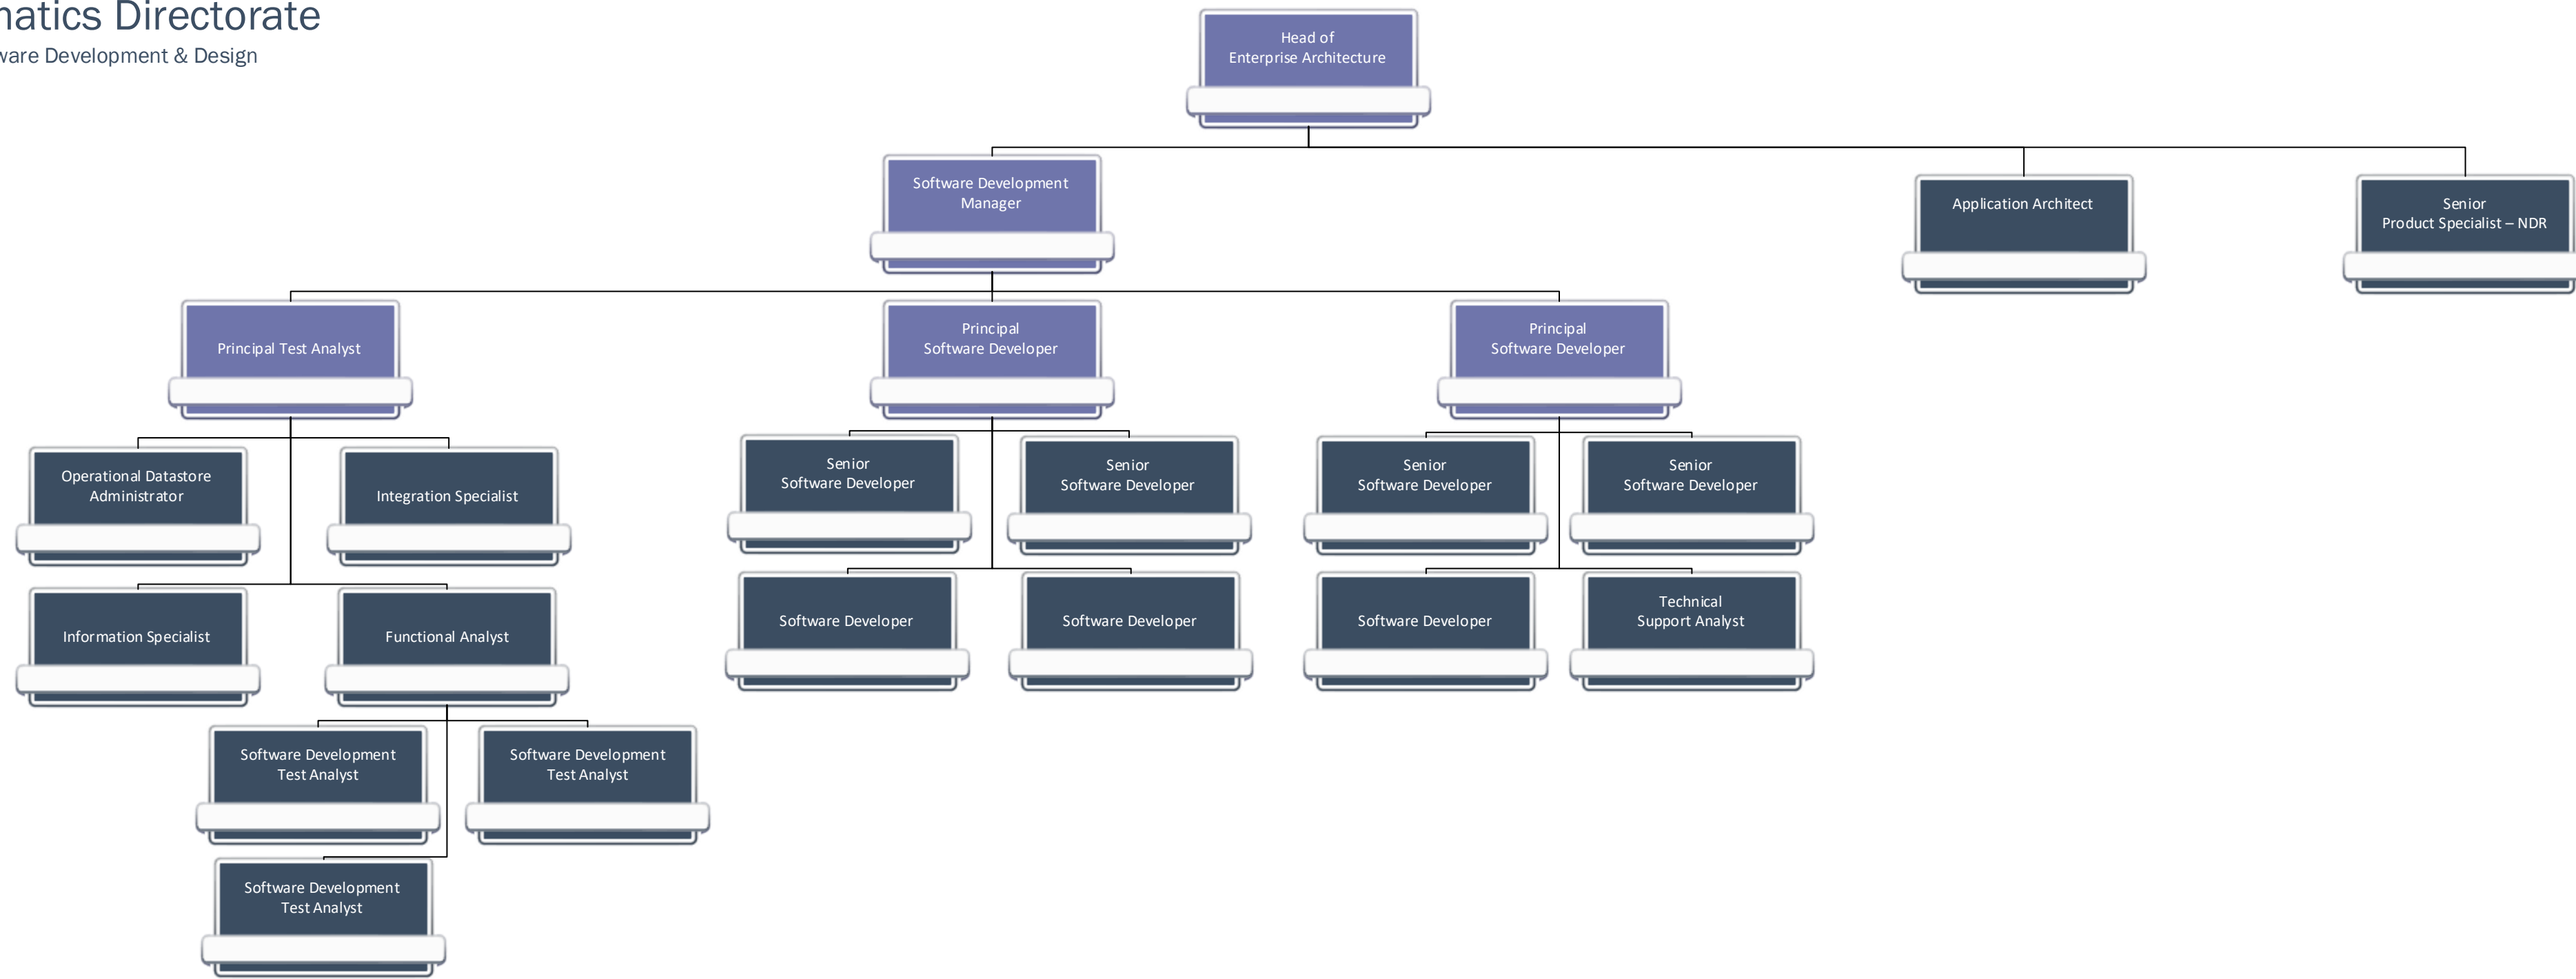 matics Directorate
ware Development & Design
Head of
Enterprise Architecture
Software Development
Manager
Application Architect
Senior
Product Specialist – NDR
Principal Test Analyst
Principal
Software Developer
Principal
Software Developer
Operational Datastore
Administrator
Integration Specialist
Senior
Software Developer
Senior
Software Developer
Senior
Software Developer
Senior
Software Developer
Information Specialist
Functional Analyst
Software Developer
Software Developer
Software Developer
Technical
Support Analyst
Software Development
Test Analyst
Software Development
Test Analyst
Software Development
Test Analyst